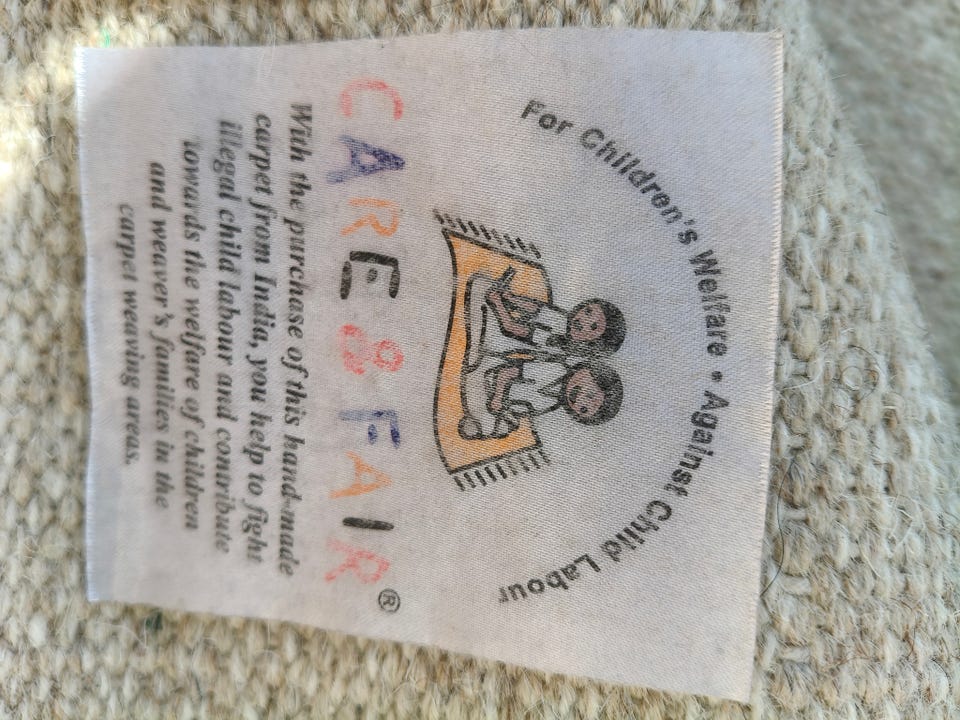 For Children's Welfare • Against Child Labour
CARE & FAIR®
With the purchase of this hand-made
carpet from India, you help to fight
illegal child labour and contribute
towards the welfare of children
and weaver's families in the
carpet weaving areas.